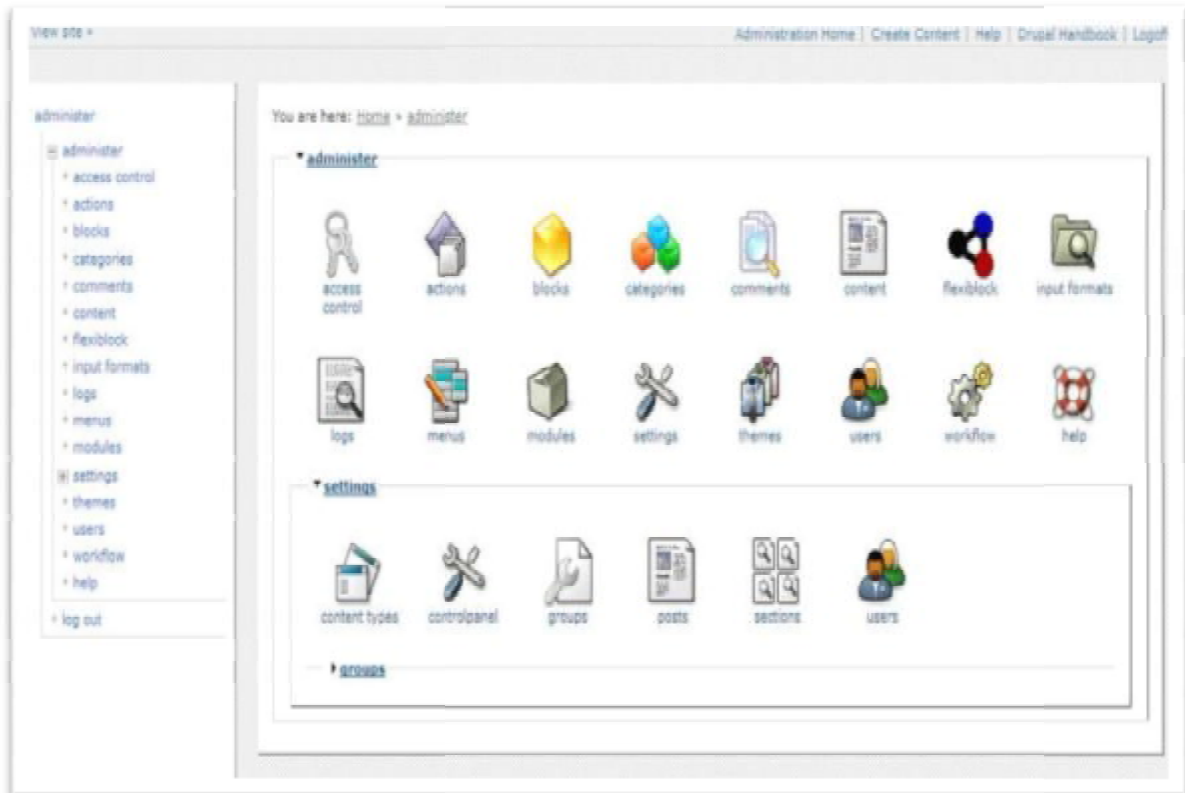 View site »
Administration Home | Create Content | Help | Drupal Handbook | Logoff
administer
administer
access control
actions
blocks
categories
comments
content
flexiblock
input formats
logs
menus
modules
settings
themes
users
workflow
help
log out
You are here: Home » administer
administer
access control
actions
blocks
categories
comments
content
flexiblock
input formats
logs
menus
modules
settings
themes
users
workflow
help
settings
content types
controlpanel
groups
posts
sections
users
groups